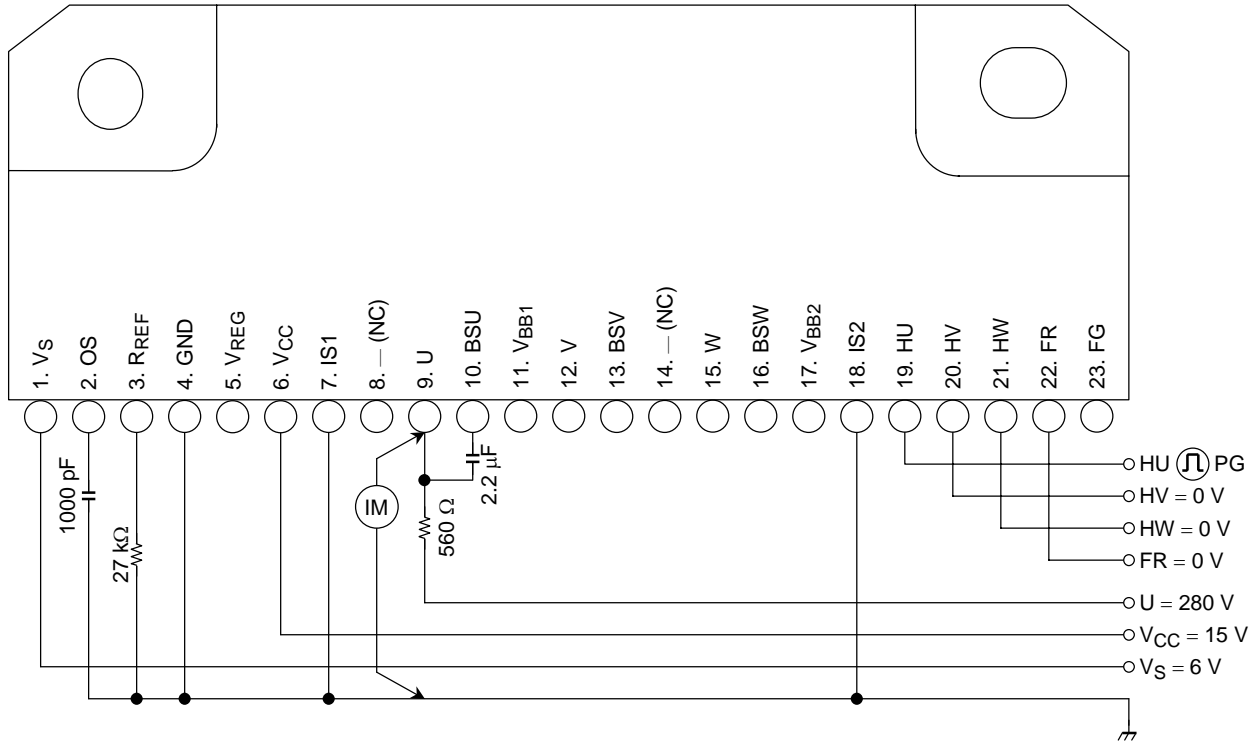 1. VS
2. OS
3. RREF
4. GND
5. VREG
6. VCC
7. IS1
8. — (NC)
9. U
10. BSU
11. VBB1
12. V
13. BSV
14. — (NC)
15. W
16. BSW
17. VBB2
18. IS2
19. HU
20. HV
21. HW
22. FR
23. FG
1000 pF
27 kΩ
IM
560 Ω
2.2 μF
HU PG
HV = 0 V
HW = 0 V
FR = 0 V
U = 280 V
VCC = 15 V
VS = 6 V